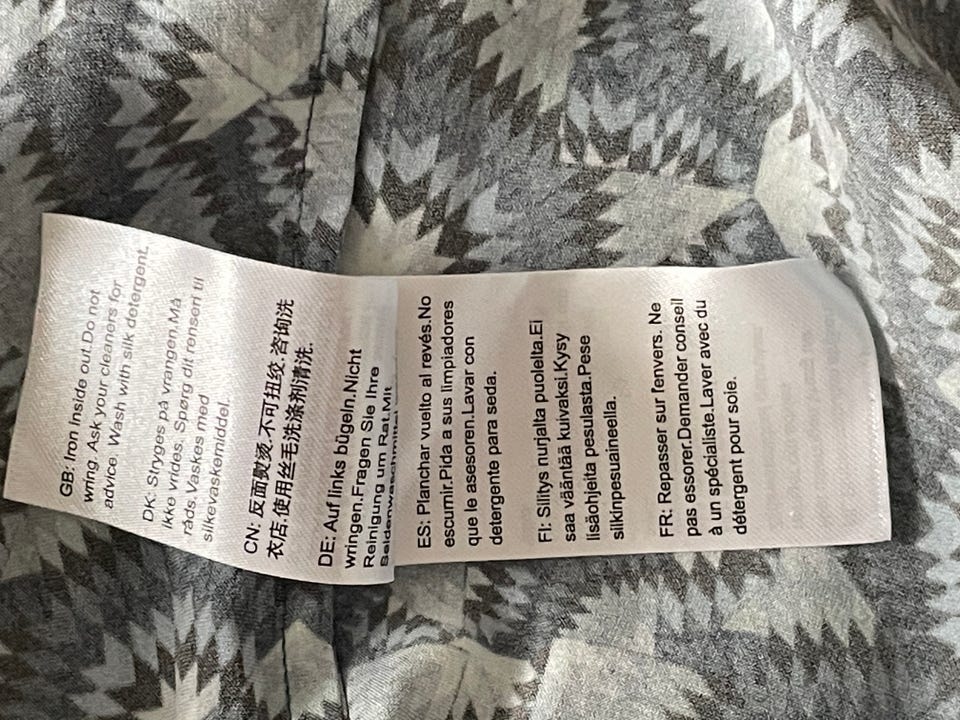 GB: Iron Inside out.Do not
wring. Ask your cleaners for
advice. Wash with silk detergent.
DK: Stryges på vrangen.Må
ikke vrides. Spørg dit renseri til
råds.Vaskes med
silkevaskemiddel.
CN: 反面熨烫.不可扭绞.咨询洗
衣店.使用丝毛洗涤剂清洗.
DE: Auf links bügeln.Nicht
wringen.Fragen Sie Ihre
Reinigung um Rat.Mit
Seidenwaschmittel
ES: Planchar vuelto al revés.No
escurrir.Pida a sus limpiadores
que le asesoren.Lavar con
detergente para seda.
FI: Silitys nurjalta puolelta.Ei
saa vääntää kuivaksi.Kysy
lisäohjeita pesulasta.Pese
silkinpesuaineella.
FR: Repasser sur l'envers. Ne
pas essorer.Demander conseil
à un spécialiste.Laver avec du
détergent pour soie.